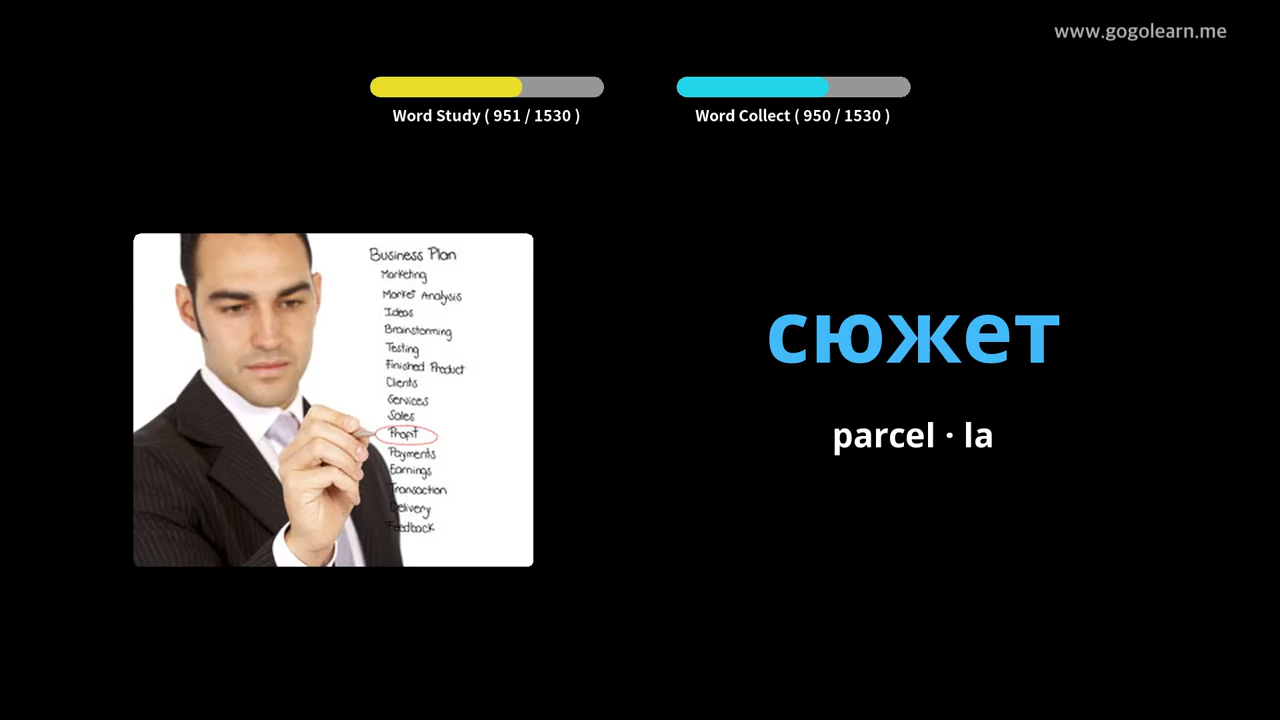 www.gogolearn.me
Word Study ( 951 / 1530 )
Word Collect ( 950 / 1530 )
Business Plan
Marketing
Market Analysis
Ideas
Brainstorming
Testing
Finished Product
Clients
Services
Sales
Profit
Payments
Earnings
Transaction
Delivery
Feedback
сюжет
parcel · la